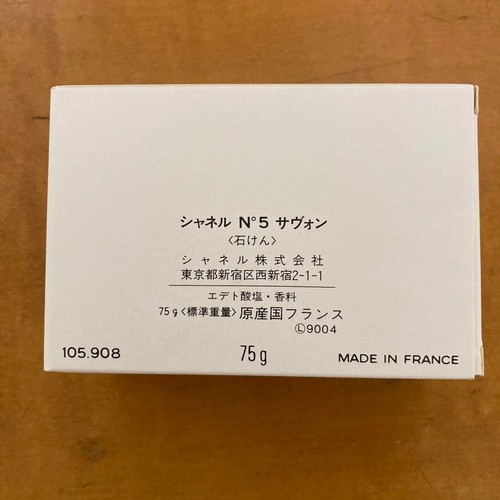 シャネル N°5 サヴォン
〈石けん〉
シャネル株式会社
東京都新宿区西新宿2-1-1
エデト酸塩・香料
75g〈標準重量〉原産国フランス
Ⓛ9004
105.908 75g MADE IN FRANCE